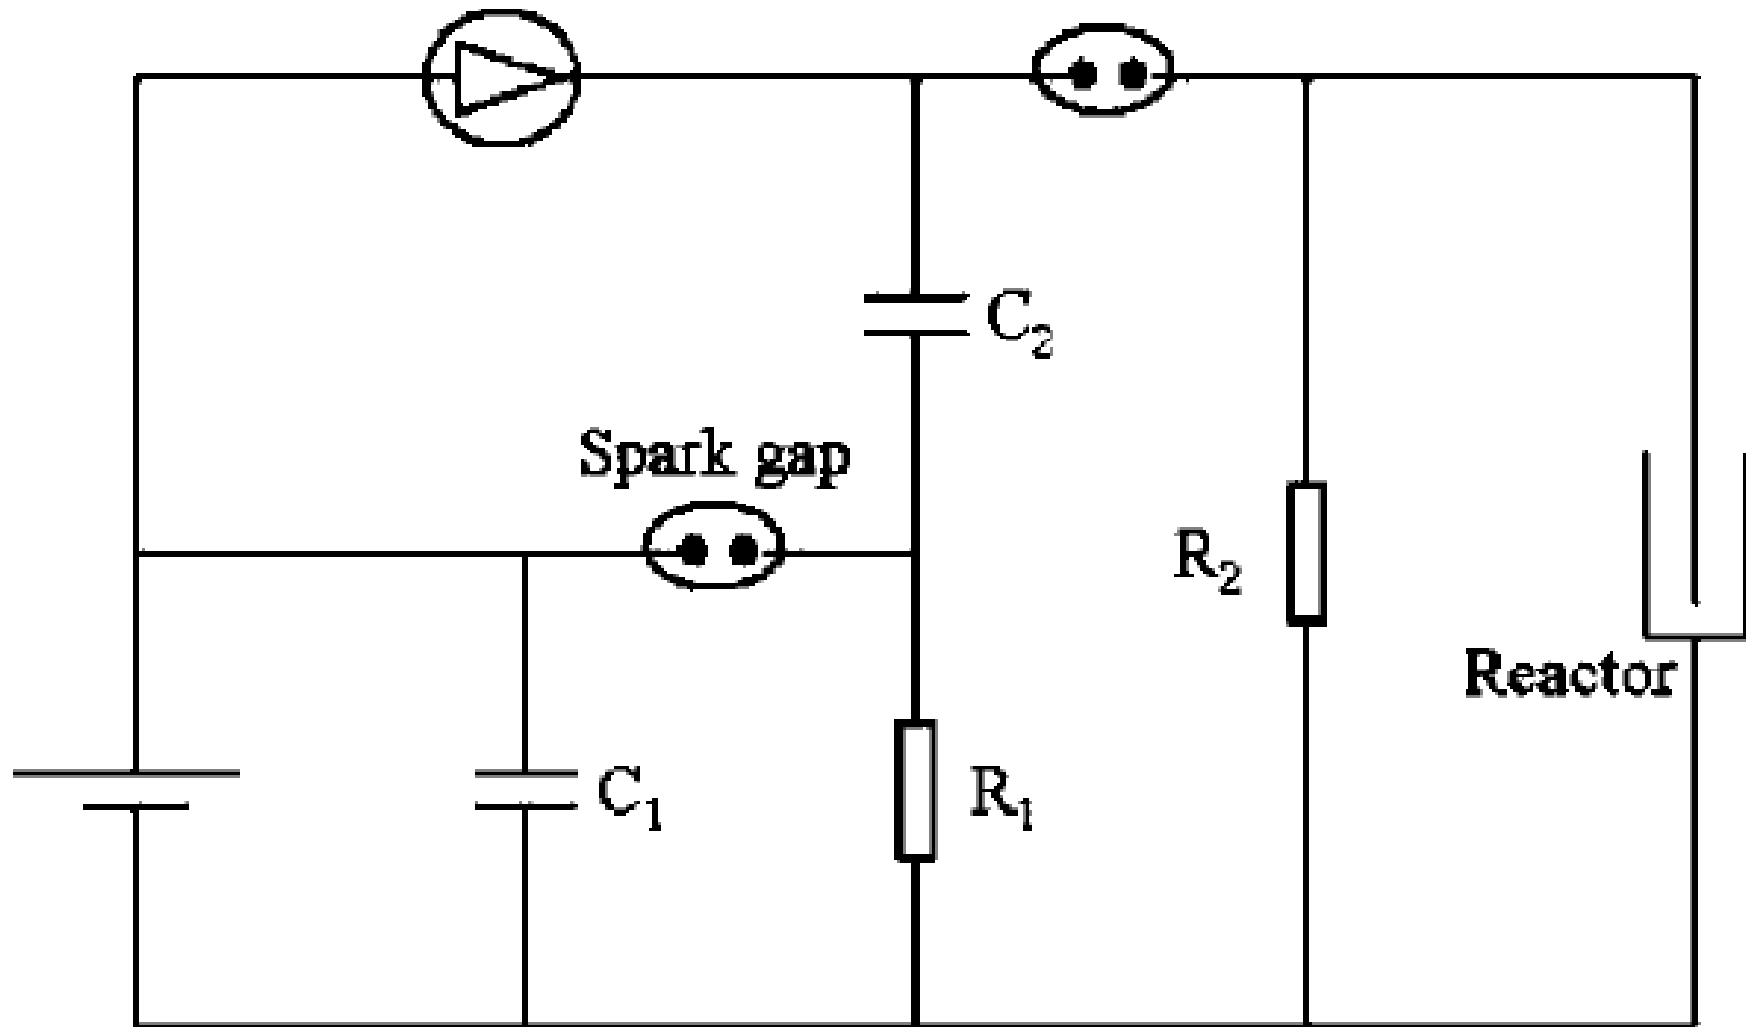 C₂
Spark gap
R₂
Reactor
C₁
R₁